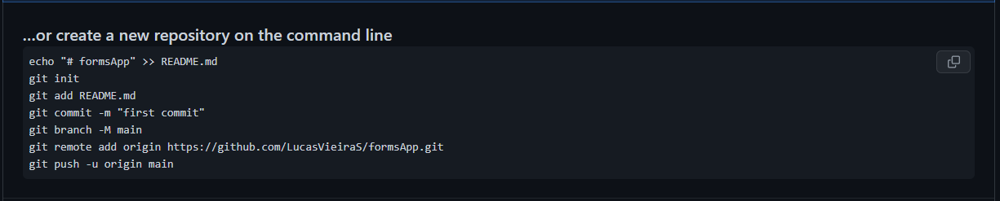 ...or create a new repository on the command line
echo "# formsApp" >> README.md
git init
git add README.md
git commit -m "first commit"
git branch -M main
git remote add origin https://github.com/LucasVieiraS/formsApp.git
git push -u origin main